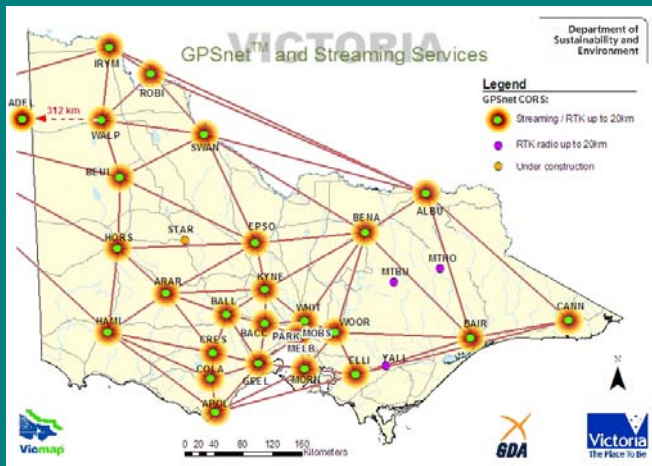 VICTORIA
GPSnet™ and Streaming Services
Department of
Sustainability and
Environment
Legend
GPSnet CORS:
Streaming / RTK up to 20km
RTK radio up to 20km
Under construction
IRYM
ROBI
ADEL
312 km
WALP
SWAN
BEUL
ALBU
STAR
EPSO
BENA
HORS
MTHO
MTBU
KYNE
ARAR
BALL
WHIT
CANN
HAMI
BACC
PARK
MOBS
WOOR
BAIR
CRES
MELB
YALL
COLA
GEEL
MORN
ELLI
APOL
N
0 20 40 80 120 160
Kilometers
Vicmap
GDA
Victoria
The Place To Be